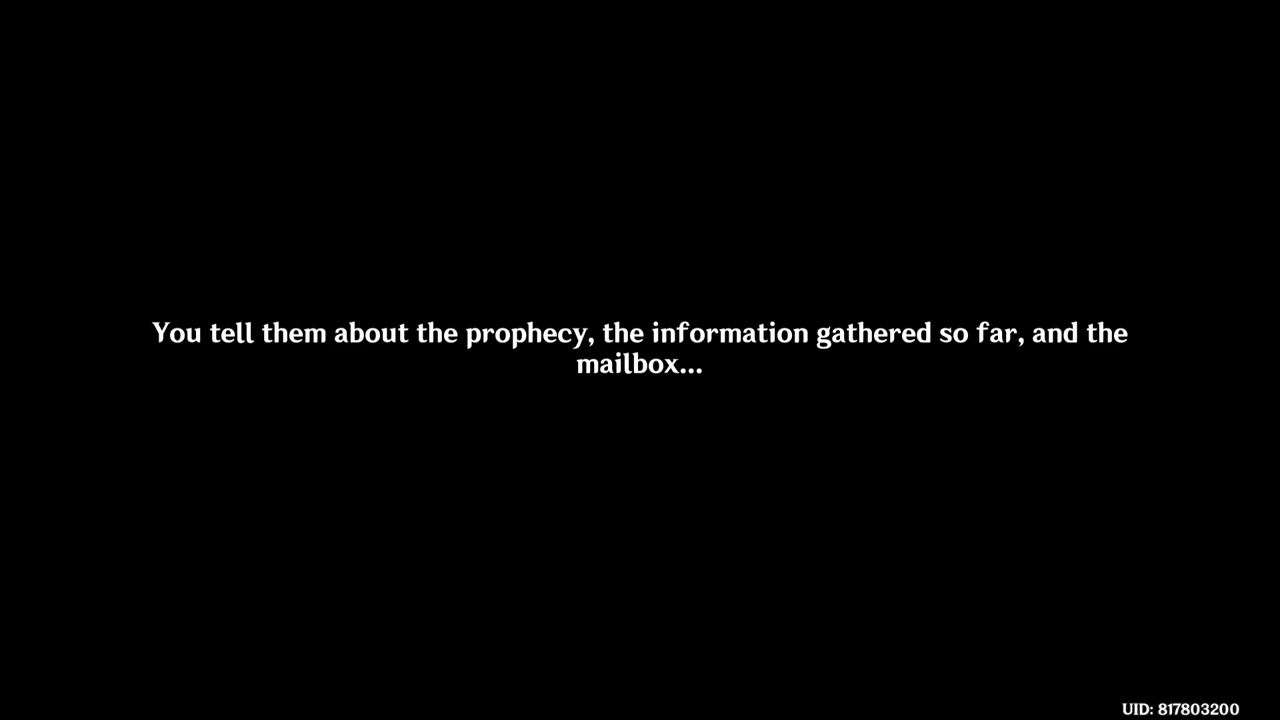 You tell them about the prophecy, the information gathered so far, and the
mailbox...
UID: 817803200